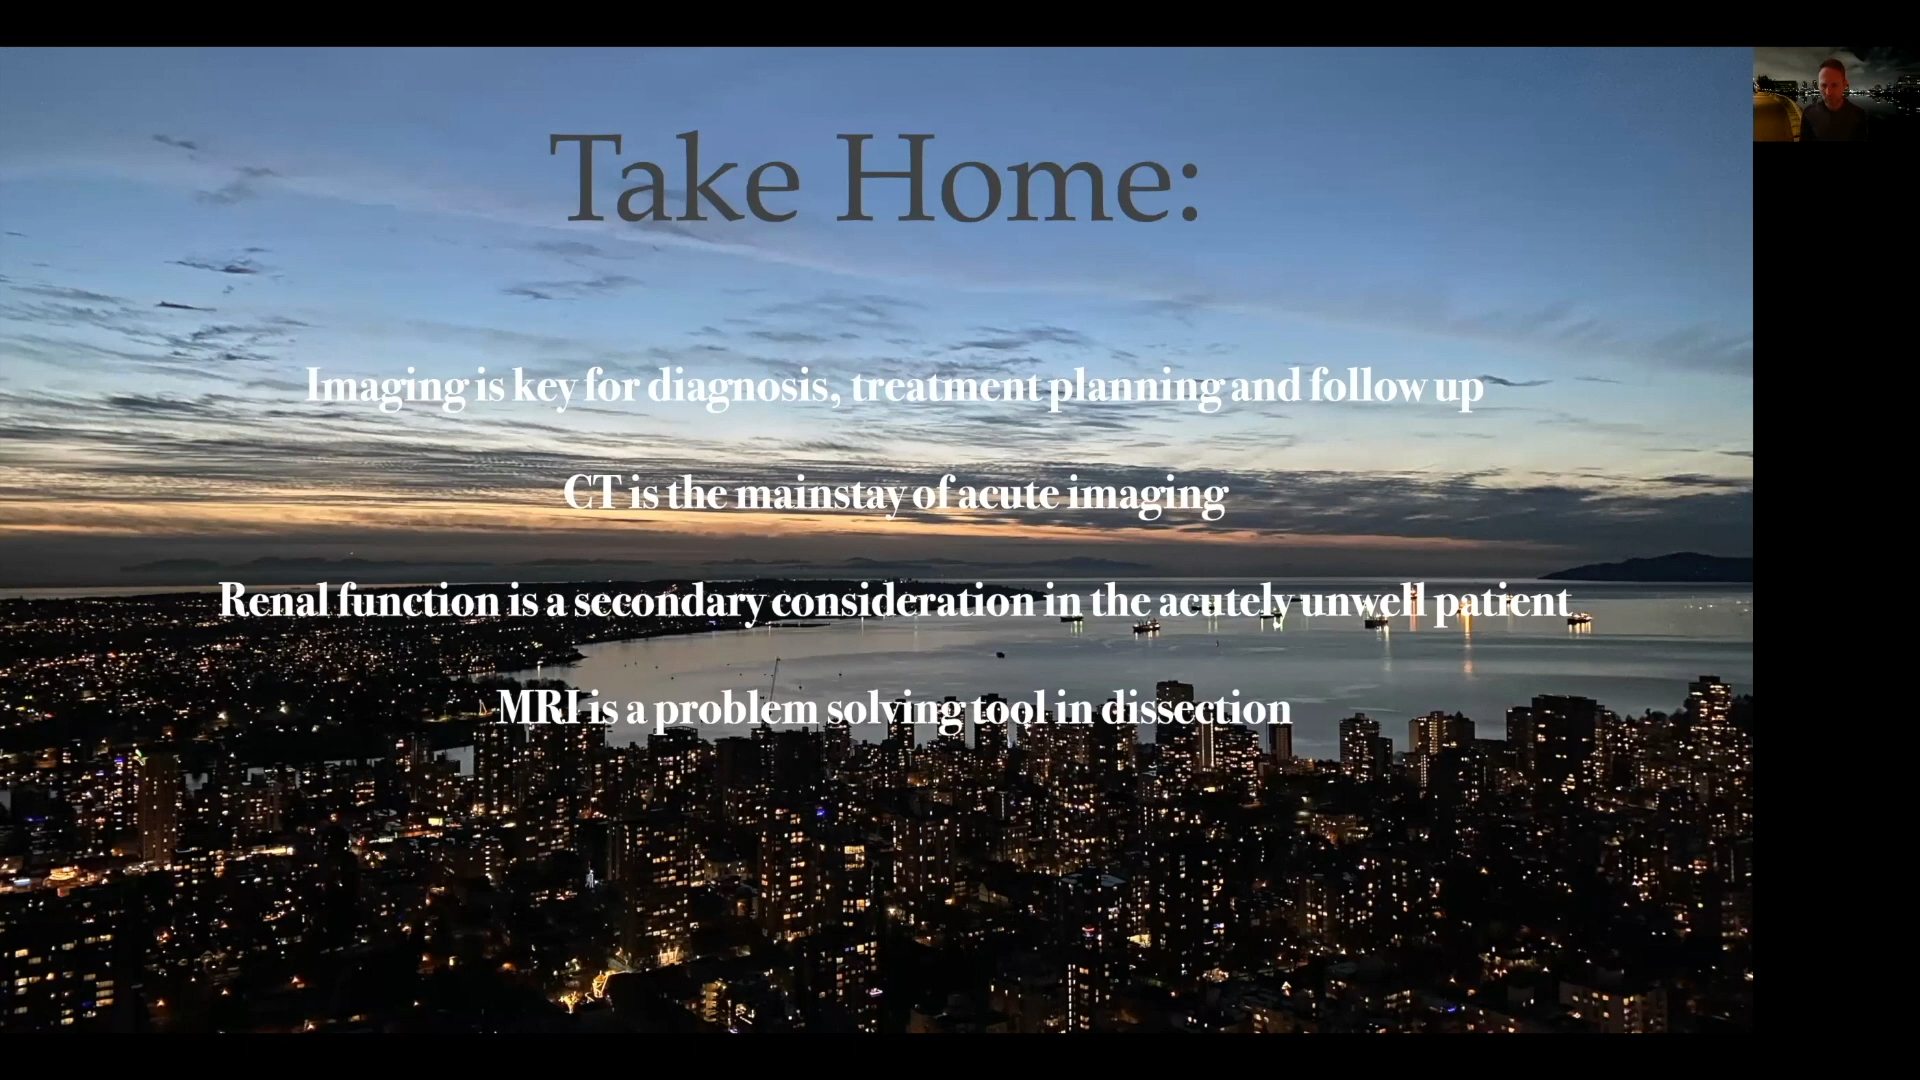 Take Home:
Imaging is key for diagnosis, treatment planning and follow up
CT is the mainstay of acute imaging
Renal function is a secondary consideration in the acutely unwell patient
MRI is a problem solving tool in dissection